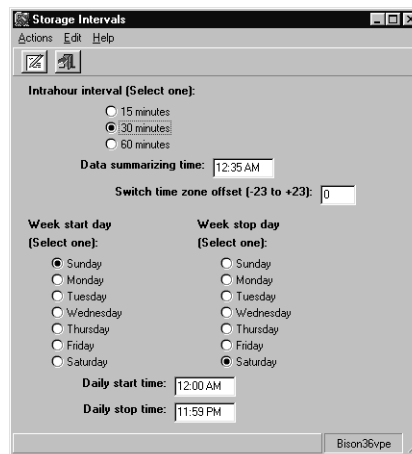 Storage Intervals
Actions Edit Help
Intrahour interval (Select one):
15 minutes
30 minutes
60 minutes
Data summarizing time: 12:35 AM
Switch time zone offset (-23 to +23): 0
Week start day Week stop day
(Select one): (Select one):
Sunday Sunday
Monday Monday
Tuesday Tuesday
Wednesday Wednesday
Thursday Thursday
Friday Friday
Saturday Saturday
Daily start time: 12:00 AM
Daily stop time: 11:59 PM
Bison36vpe